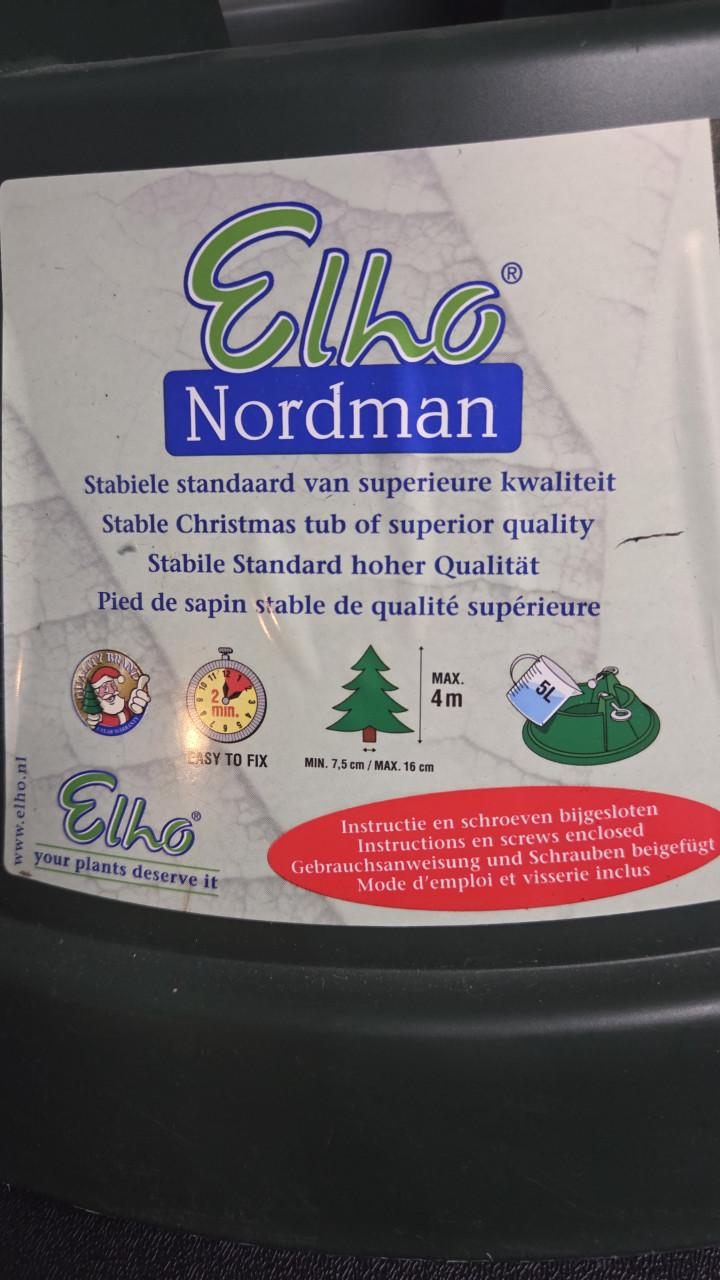 Elho®
Nordman
Stabiele standaard van superieure kwaliteit
Stable Christmas tub of superior quality
Stabile Standard hoher Qualität
Pied de sapin stable de qualité supérieure
QUALITY BRAND
2
min.
EASY TO FIX
MAX.
4 m
MIN. 7,5 cm / MAX. 16 cm
5L
www.elho.nl
Elho®
your plants deserve it
Instructie en schroeven bijgesloten
Instructions en screws enclosed
Gebrauchsanweisung und Schrauben beigefügt
Mode d'emploi et visserie inclus